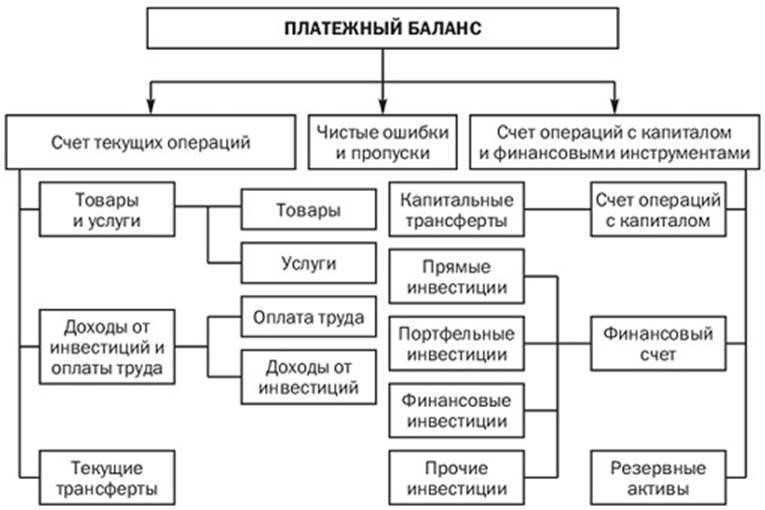 ПЛАТЕЖНЫЙ БАЛАНС
Счет текущих операций
Чистые ошибки
и пропуски
Счет операций с капиталом
и финансовыми инструментами
Товары
и услуги
Товары
Услуги
Доходы от
инвестиций и
оплаты труда
Оплата труда
Доходы от
инвестиций
Текущие
трансферты
Капитальные
трансферты
Счет операций
с капиталом
Прямые
инвестиции
Портфельные
инвестиции
Финансовые
инвестиции
Прочие
инвестиции
Финансовый
счет
Резервные
активы